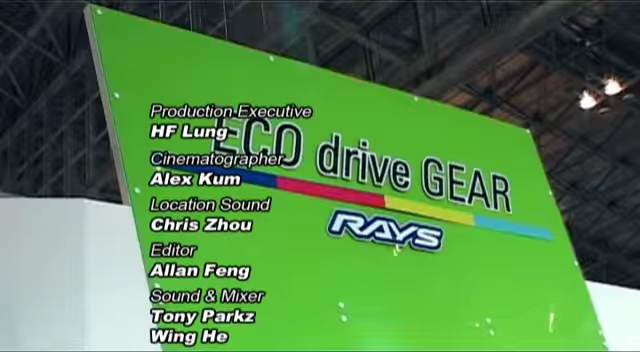 Production Executive
HF Lung
ECO drive GEAR
Cinematographer
Alex Kum
Location Sound
Chris Zhou
RAYS
Editor
Allan Feng
Sound & Mixer
Tony Parkz
Wing He